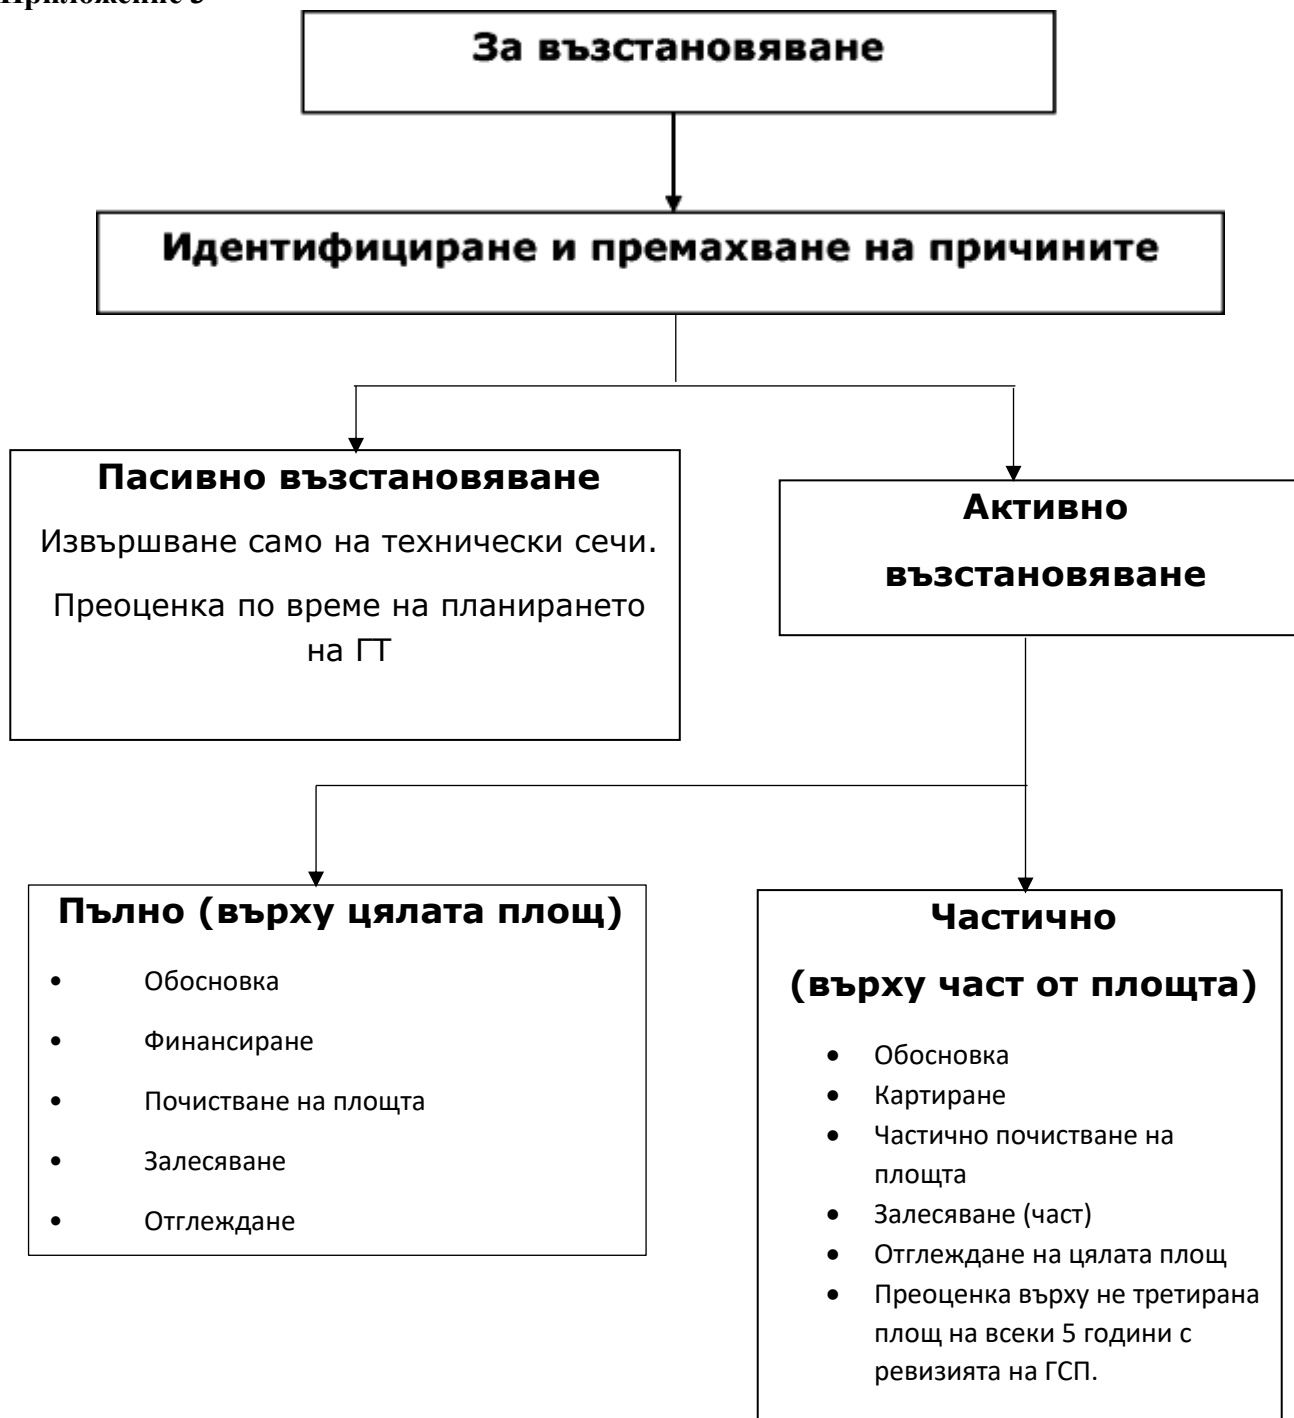 Приложение 3
За възстановяване
Идентифициране и премахване на причините
Пасивно възстановяване
Извършване само на технически сечи.
Преоценка по време на планирането
на ГТ
Активно
възстановяване
Пълно (върху цялата площ)
• Обосновка
• Финансиране
• Почистване на площта
• Залесяване
• Отглеждане
Частично
(върху част от площта)
• Обосновка
• Картиране
• Частично почистване на
площта
• Залесяване (част)
• Отглеждане на цялата площ
• Преоценка върху не третирана
площ на всеки 5 години с
ревизията на ГСП.